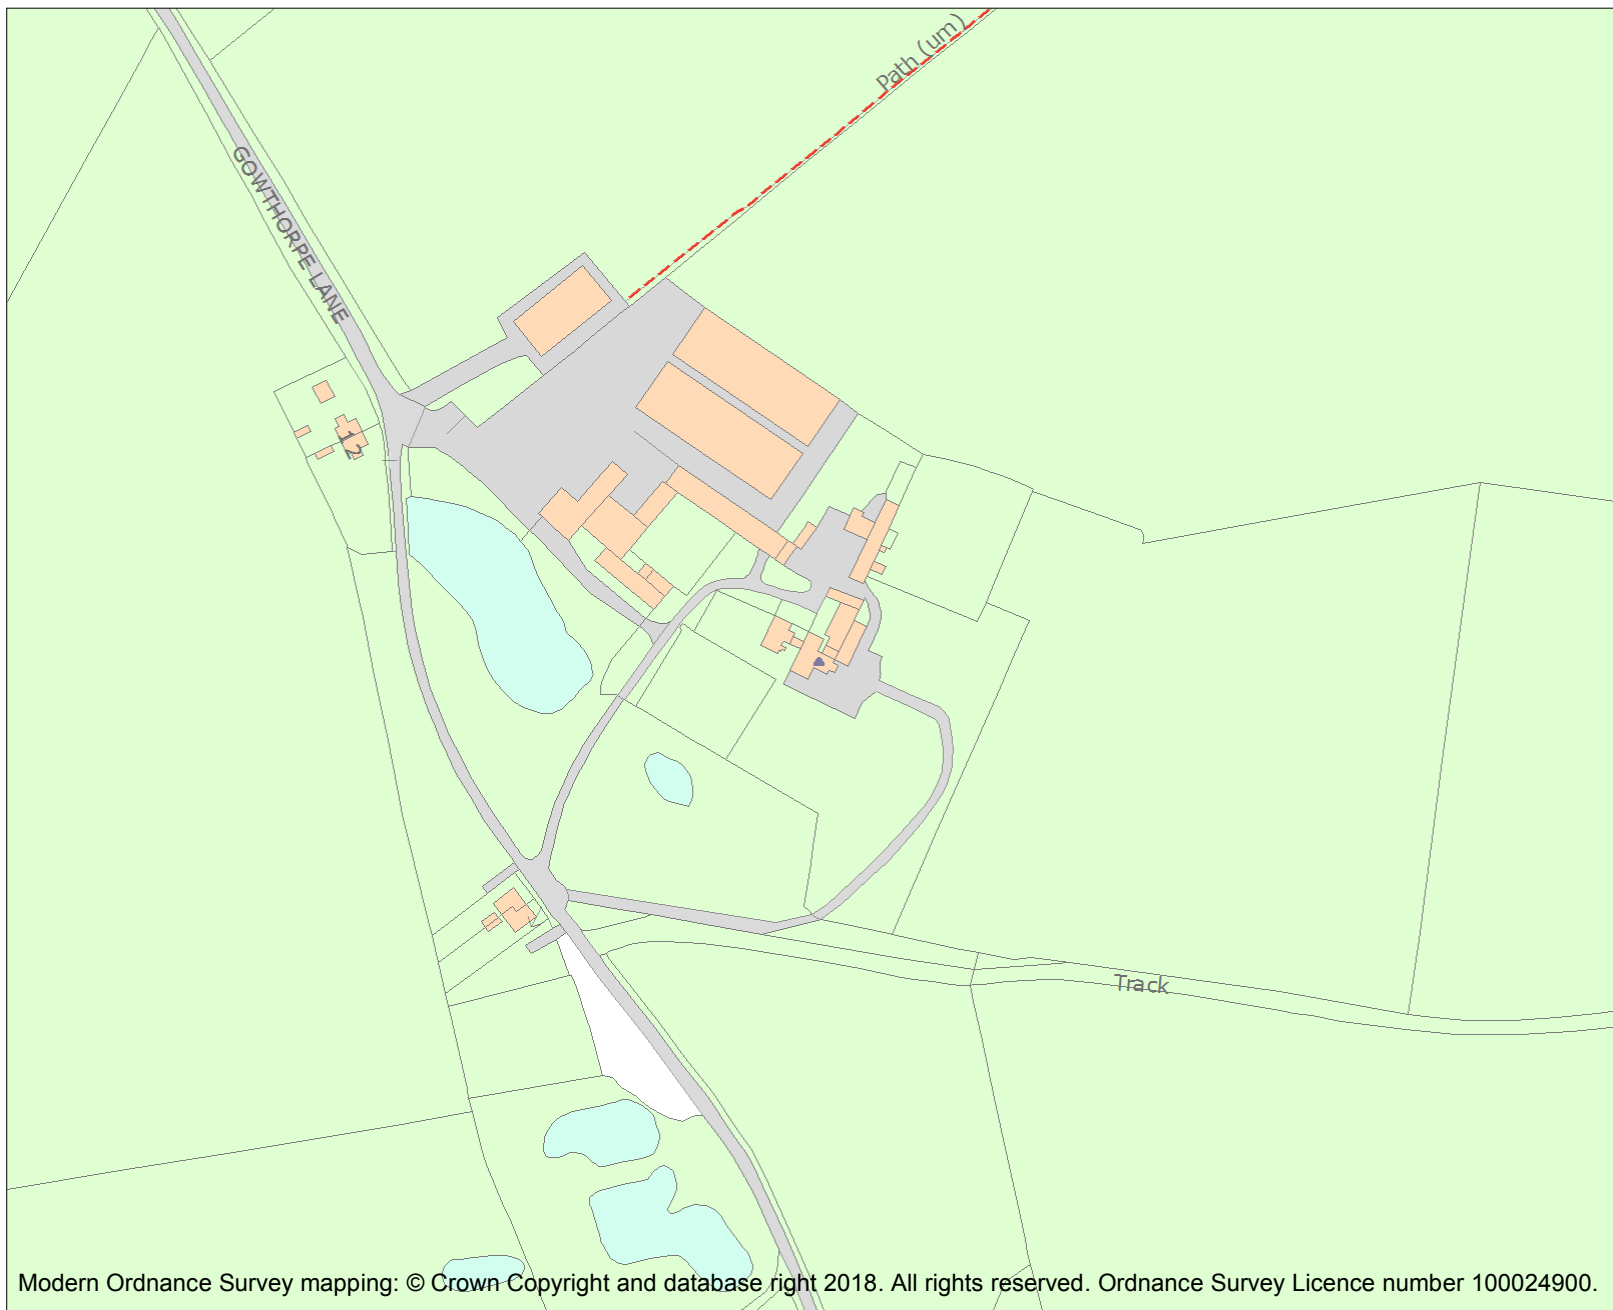 Path (um)
GOWTHORPE LANE
12
Track
Modern Ordnance Survey mapping: © Crown Copyright and database right 2018. All rights reserved. Ordnance Survey Licence number 100024900.